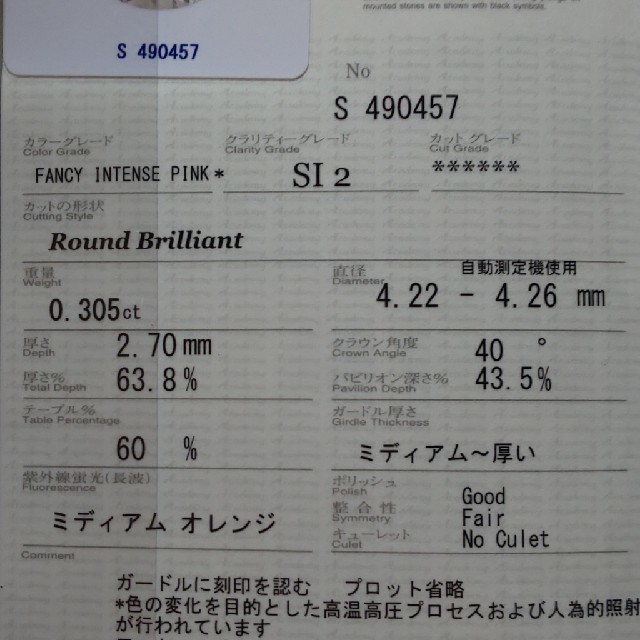 mounted stones are shown with black symbols.
S 490457
No
S 490457
カラーグレード
Color Grade
FANCY INTENSE PINK*
クラリティーグレード
Clarity Grade
SI 2
カット グレード
Cut Grade
******
カットの形状
Cutting Style
Round Brilliant
重量
Weight
0.305ct
直径
Diameter
自動測定機使用
4.22 - 4.26 mm
厚さ
Depth
2.70 mm
クラウン角度
Crown Angle
40 °
厚さ%
Total Depth
63.8%
パビリオン深さ%
Pavilion Depth
43.5%
テーブル%
Table Percentage
60 %
ガードル厚さ
Girdle Thickness
ミディアム～厚い
紫外線蛍光(長波)
Fluorescence
ミディアム オレンジ
ポリッシュ
Polish
Good
整 合 性
Symmetry
Fair
キューレット
Culet
No Culet
Comment
ガードルに刻印を認む プロット省略
*色の変化を目的とした高温高圧プロセスおよび人為的照射
が行われています